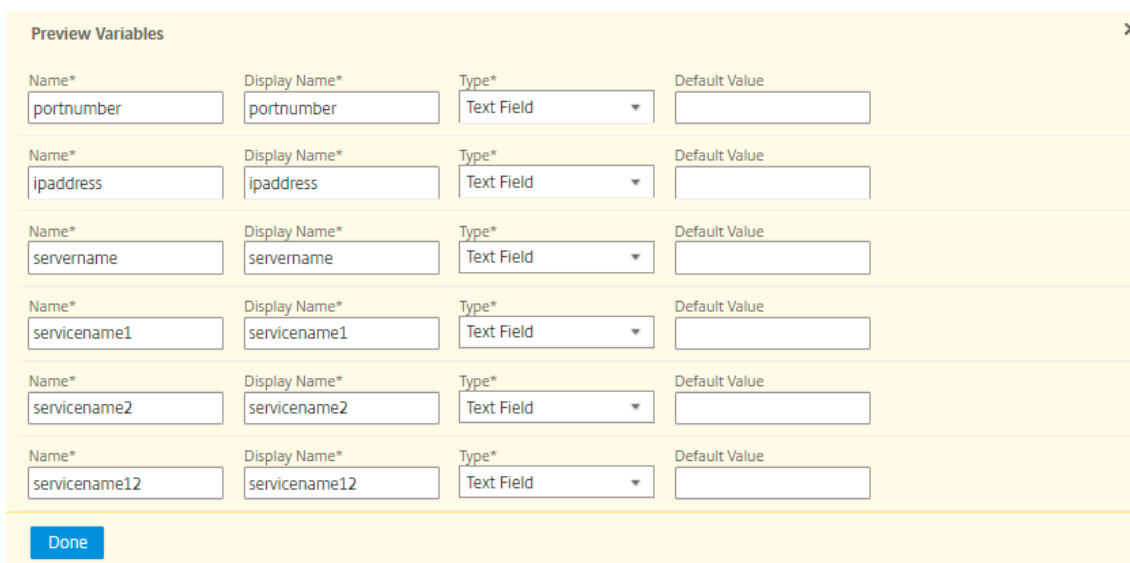 Preview Variables
Name* Display Name* Type* Default Value
portnumber portnumber Text Field
Name* Display Name* Type* Default Value
ipaddress ipaddress Text Field
Name* Display Name* Type* Default Value
servername servername Text Field
Name* Display Name* Type* Default Value
servicename1 servicename1 Text Field
Name* Display Name* Type* Default Value
servicename2 servicename2 Text Field
Name* Display Name* Type* Default Value
servicename12 servicename12 Text Field
Done